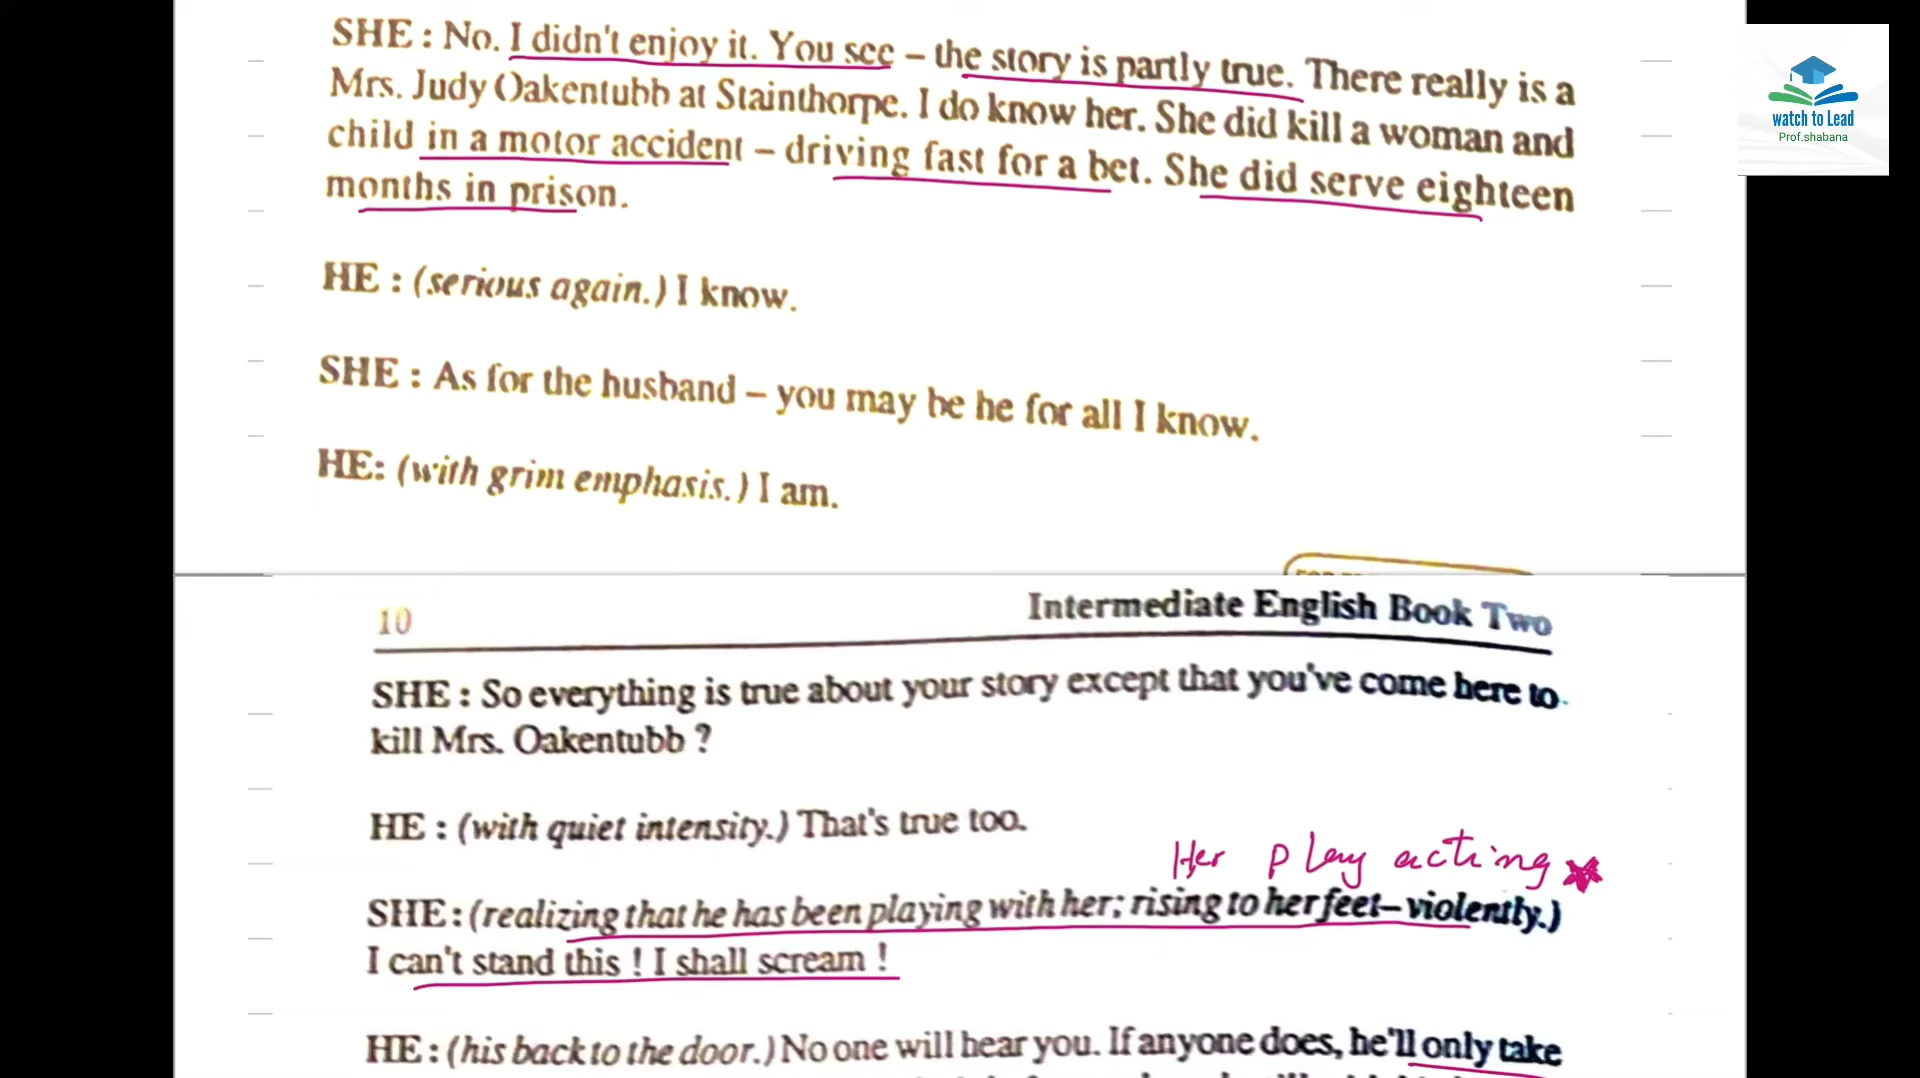 SHE : No. I didn't enjoy it. You see – the story is partly true. There really is a
Mrs. Judy Oakentubb at Stainthorpe. I do know her. She did kill a woman and
child in a motor accident – driving fast for a bet. She did serve eighteen
months in prison.
HE : (serious again.) I know.
SHE : As for the husband – you may be he for all I know.
HE: (with grim emphasis.) I am.
watch to Lead
Prof.shabana
10
Intermediate English Book Two
SHE : So everything is true about your story except that you've come here to
kill Mrs. Oakentubb ?
HE : (with quiet intensity.) That's true too.
Her play acting
SHE : (realizing that he has been playing with her; rising to her feet– violently.)
I can't stand this ! I shall scream !
HE : (his back to the door.) No one will hear you. If anyone does, he'll only take